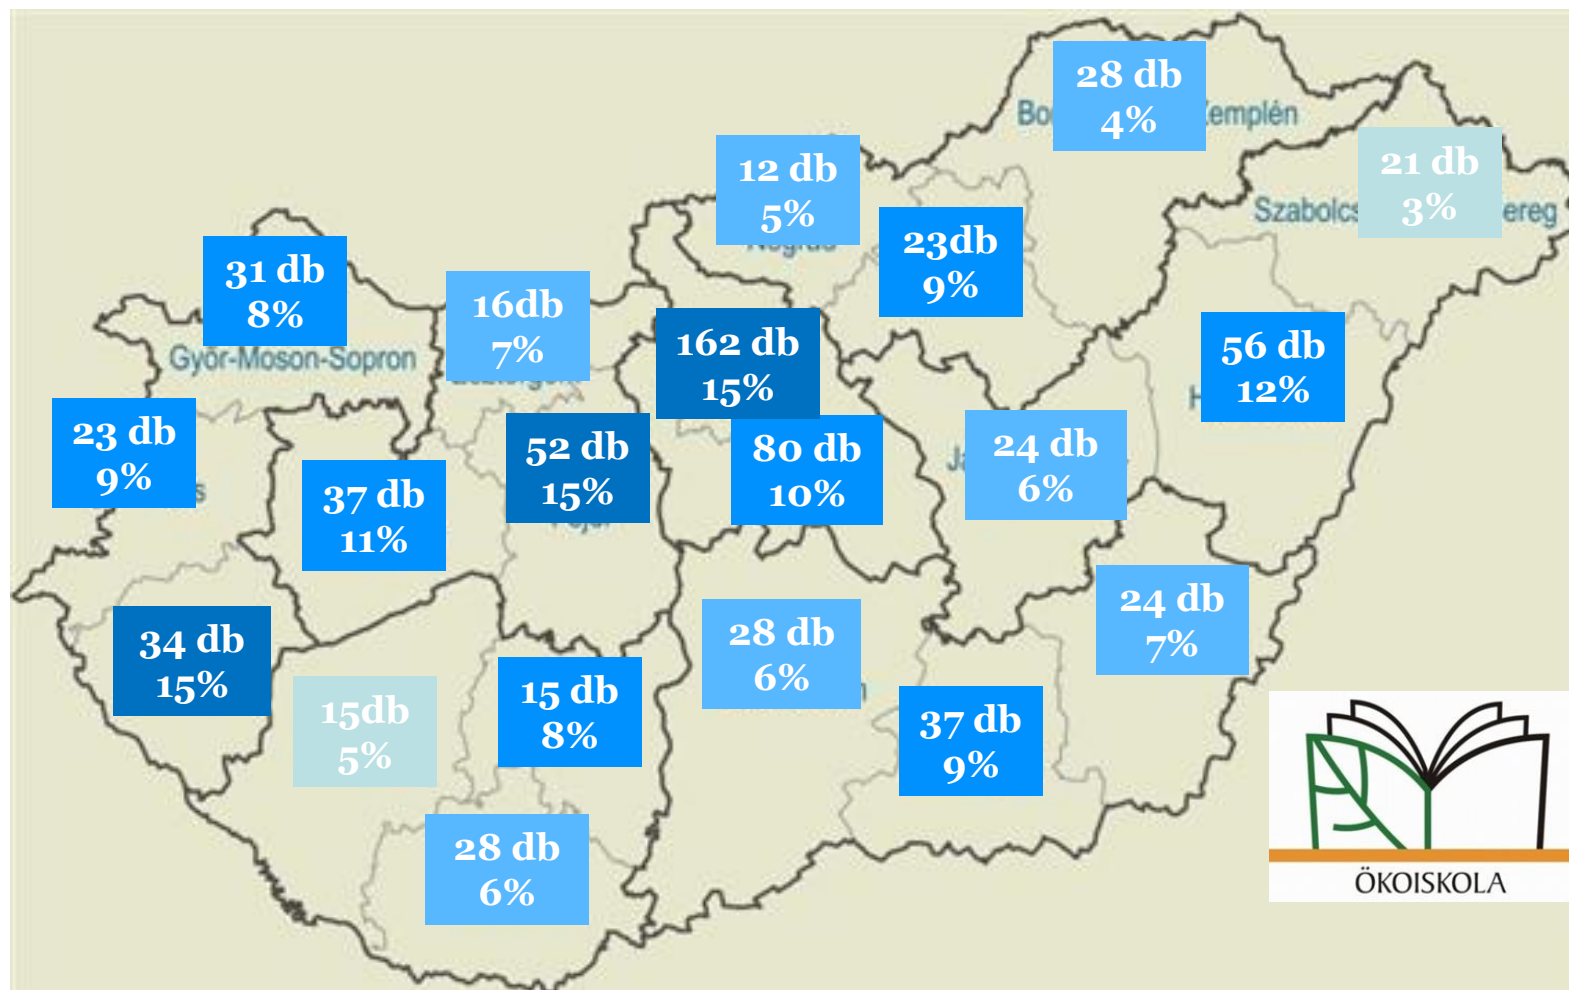 28 db
4%
Zemplén
12 db
5%
21 db
3%
Szabolcs
ereg
23db
9%
31 db
8%
Győr-Moson-Sopron
16db
7%
162 db
15%
56 db
12%
23 db
9%
37 db
11%
52 db
15%
80 db
10%
24 db
6%
24 db
7%
34 db
15%
15db
5%
15 db
8%
28 db
6%
37 db
9%
28 db
6%
ÖKOISKOLA